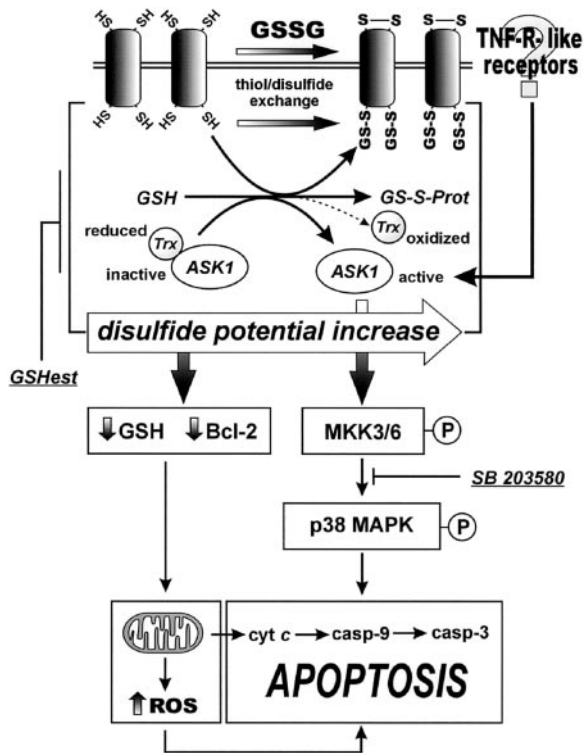 HS SH HS SH
GSSG
S—S S—S
TNF-R- like
receptors
?
thiol/disulfide
exchange
HS SH HS SH
GS-S GS-S GS-S GS-S
GSH
GS-S-Prot
reduced
Trx
inactive
ASK1
Trx
oxidized
ASK1
active
disulfide potential increase
GSHest
GSH Bcl-2
MKK3/6
P
SB 203580
p38 MAPK
P
cyt c casp-9 casp-3
ROS
APOPTOSIS